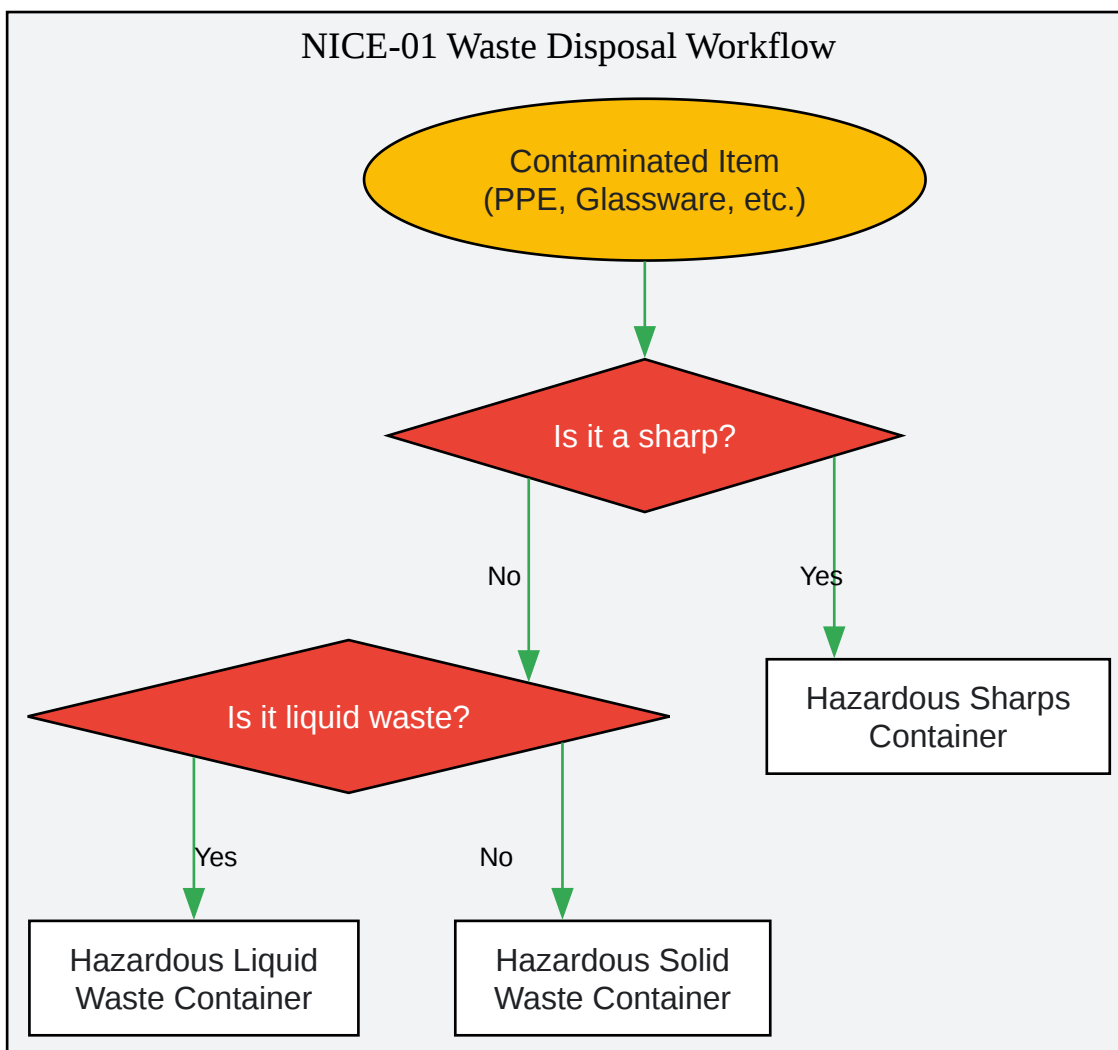 NICE-01 Waste Disposal Workflow
Contaminated Item
(PPE, Glassware, etc.)
Is it a sharp?
No
Yes
Is it liquid waste?
Hazardous Sharps
Container
Yes
No
Hazardous Liquid
Waste Container
Hazardous Solid
Waste Container